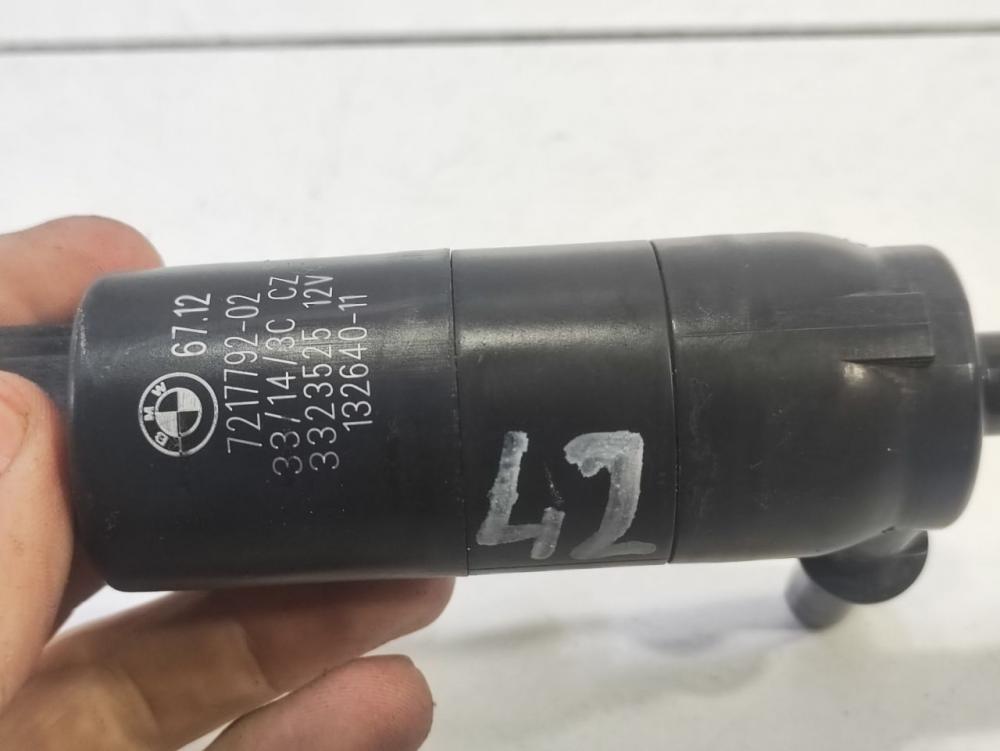 BMW 67.12
7217792-02
33/14/3C CZ
3323525 12V
132640-11
42